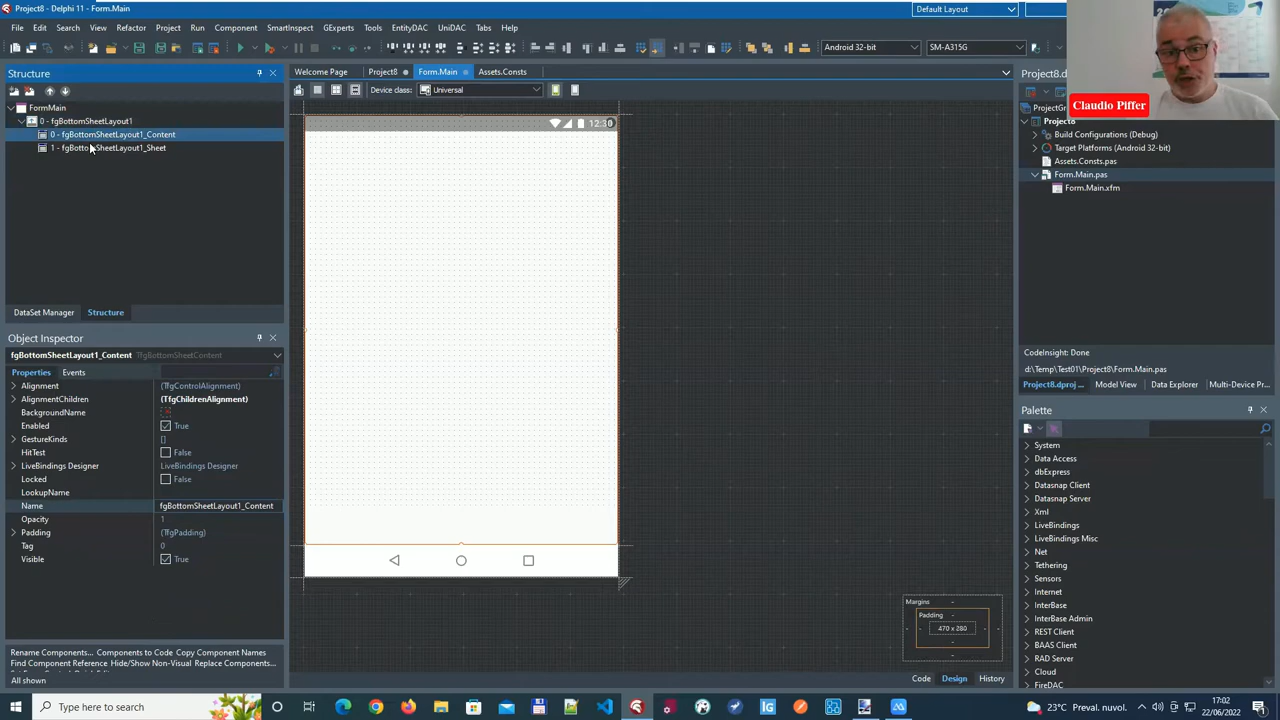 Project8 - Delphi 11 - Form.Main
Default Layout
File Edit Search View Refactor Project Run Component SmartInspect GExperts Tools EntityDAC UniDAC Tabs Help
Android 32-bit
SM-A315G
Structure
FormMain
0 - fgBottomSheetLayout1
0 - fgBottomSheetLayout1_Content
1 - fgBottomSheetLayout1_Sheet
DataSet Manager Structure
Object Inspector
fgBottomSheetLayout1_Content TfgBottomSheetContent
Properties Events
Alignment (TfgControlAlignment)
AlignmentChildren (TfgChildrenAlignment)
BackgroundName
Enabled True
GestureKinds []
HitTest False
LiveBindings Designer LiveBindings Designer
Locked False
LookupName
Name fgBottomSheetLayout1_Content
Opacity 1
Padding (TfgPadding)
Tag 0
Visible True
Rename Components... Components to Code Copy Component Names
Find Component Reference Hide/Show Non-Visual Replace Components...
All shown
Welcome Page Project8 Form.Main Assets.Consts
Device class: Universal
12:30
Margins
Padding
470 x 280
Code Design History
Claudio Piffer
Project8
ProjectG
Project8
Build Configurations (Debug)
Target Platforms (Android 32-bit)
Assets.Consts.pas
Form.Main.pas
Form.Main.xfm
CodeInsight: Done
d:\Temp\Test01\Project8\Form.Main.pas
Project8.dproj ... Model View Data Explorer Multi-Device Pr...
Palette
System
Data Access
dbExpress
Datasnap Client
Datasnap Server
Xml
LiveBindings
LiveBindings Misc
Net
Tethering
Sensors
Internet
InterBase
InterBase Admin
REST Client
BAAS Client
RAD Server
Cloud
FireDAC
Type here to search
23°C Preval. nuvol.
17:02
22/06/2022